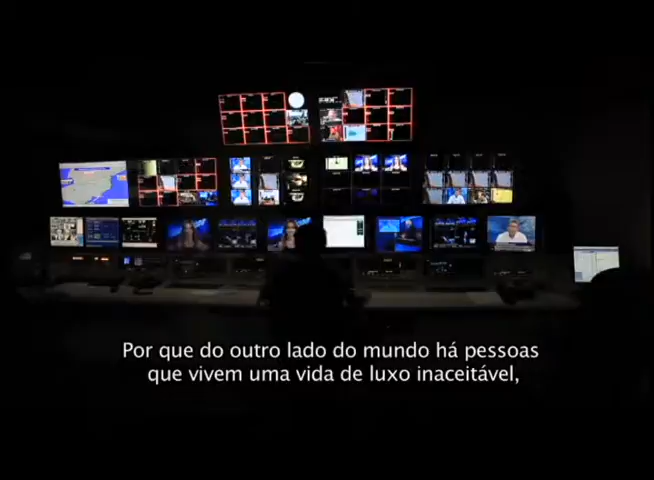 Por que do outro lado do mundo há pessoas
que vivem uma vida de luxo inaceitável,